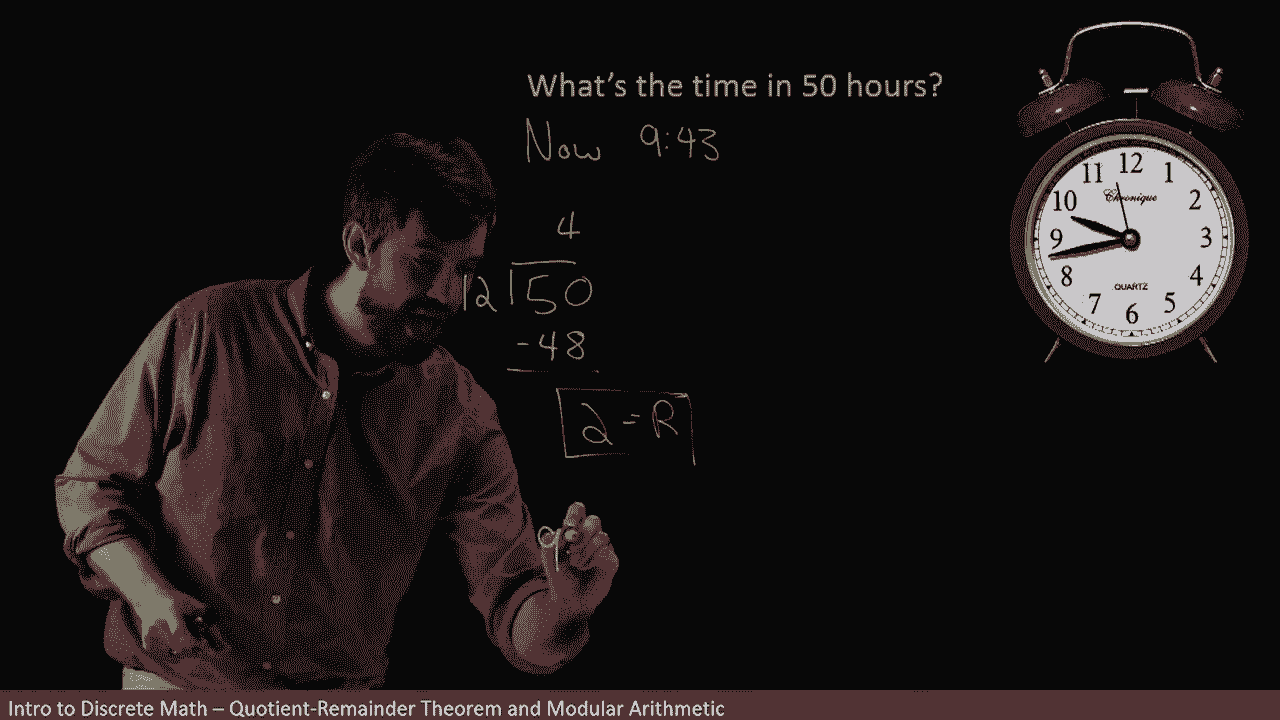 What's the time in 50 hours?
Now 9:43
4
12 50
-48
2 = R
9
12
1
2
3
4
5
6
7
8
9
10
11
Chronique
QUARTZ
Intro to Discrete Math – Quotient-Remainder Theorem and Modular Arithmetic